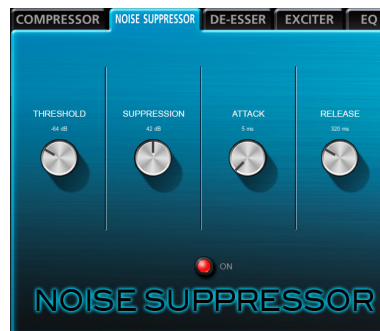 COMPRESSOR NOISE SUPPRESSOR DE-ESSER EXCITER EQ
THRESHOLD SUPPRESSION ATTACK RELEASE
-64 dB 42 dB 5 ms 320 ms
ON
NOISE SUPPRESSOR